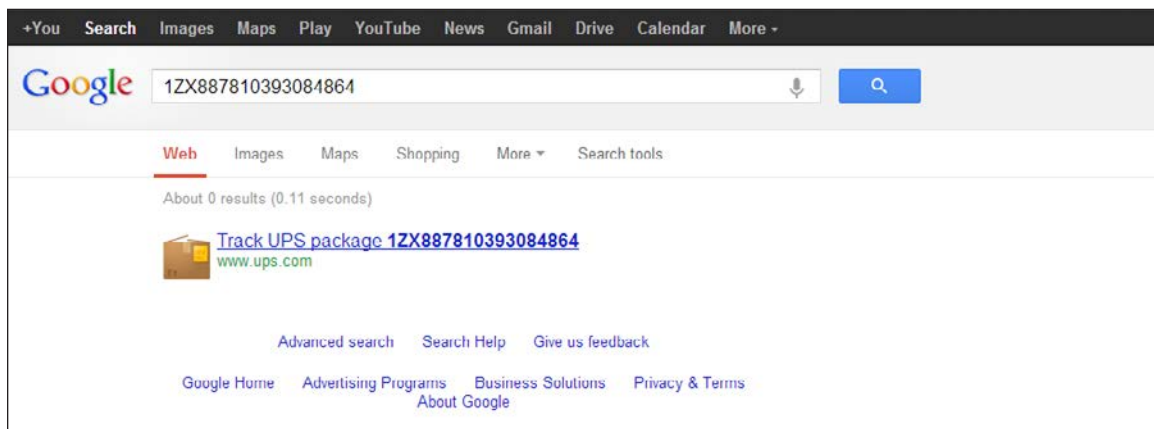 +You Search Images Maps Play YouTube News Gmail Drive Calendar More
Google 1ZX887810393084864
Web Images Maps Shopping More Search tools
About 0 results (0.11 seconds)
Track UPS package 1ZX887810393084864
www.ups.com
Advanced search Search Help Give us feedback
Google Home Advertising Programs Business Solutions Privacy & Terms
About Google